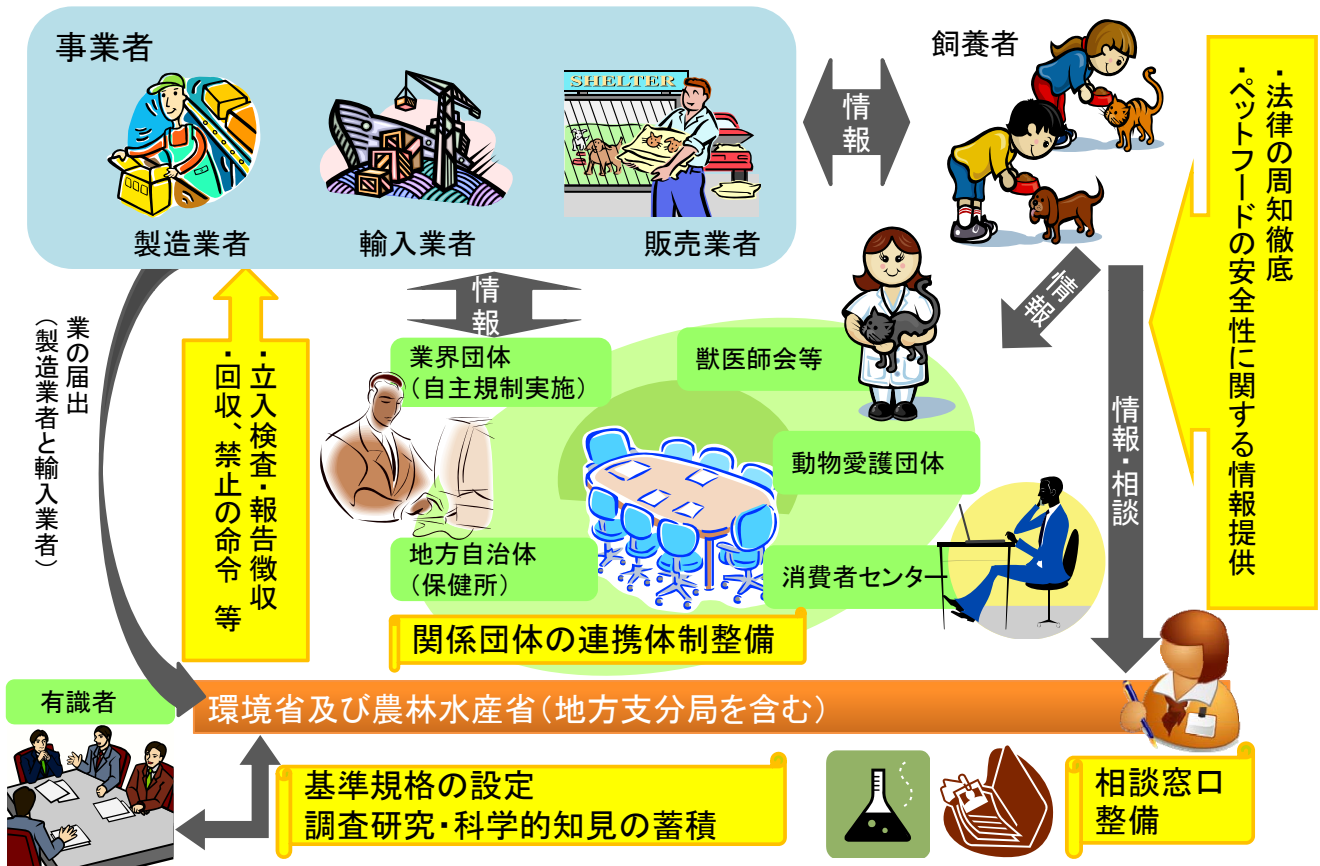 事業者
SHELTER
製造業者
輸入業者
販売業者
情報
飼養者
・法律の周知徹底
・ペットフードの安全性に関する情報提供
情報
情報
情報・相談
業の届出
（製造業者と輸入業者）
・立入検査・報告徴収
・回収、禁止の命令 等
業界団体
（自主規制実施）
獣医師会等
動物愛護団体
地方自治体
（保健所）
消費者センター
関係団体の連携体制整備
有識者
環境省及び農林水産省（地方支分局を含む）
基準規格の設定
調査研究・科学的知見の蓄積
相談窓口
整備